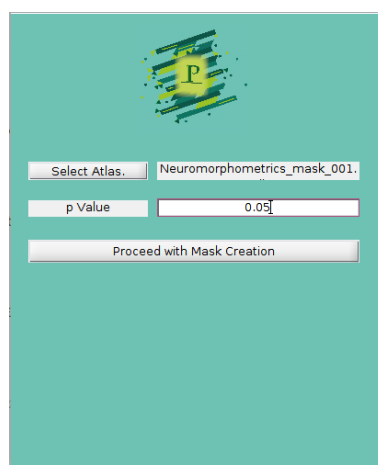 P
Select Atlas.
Neuromorphometrics_mask_001.
p Value
0.05
Proceed with Mask Creation